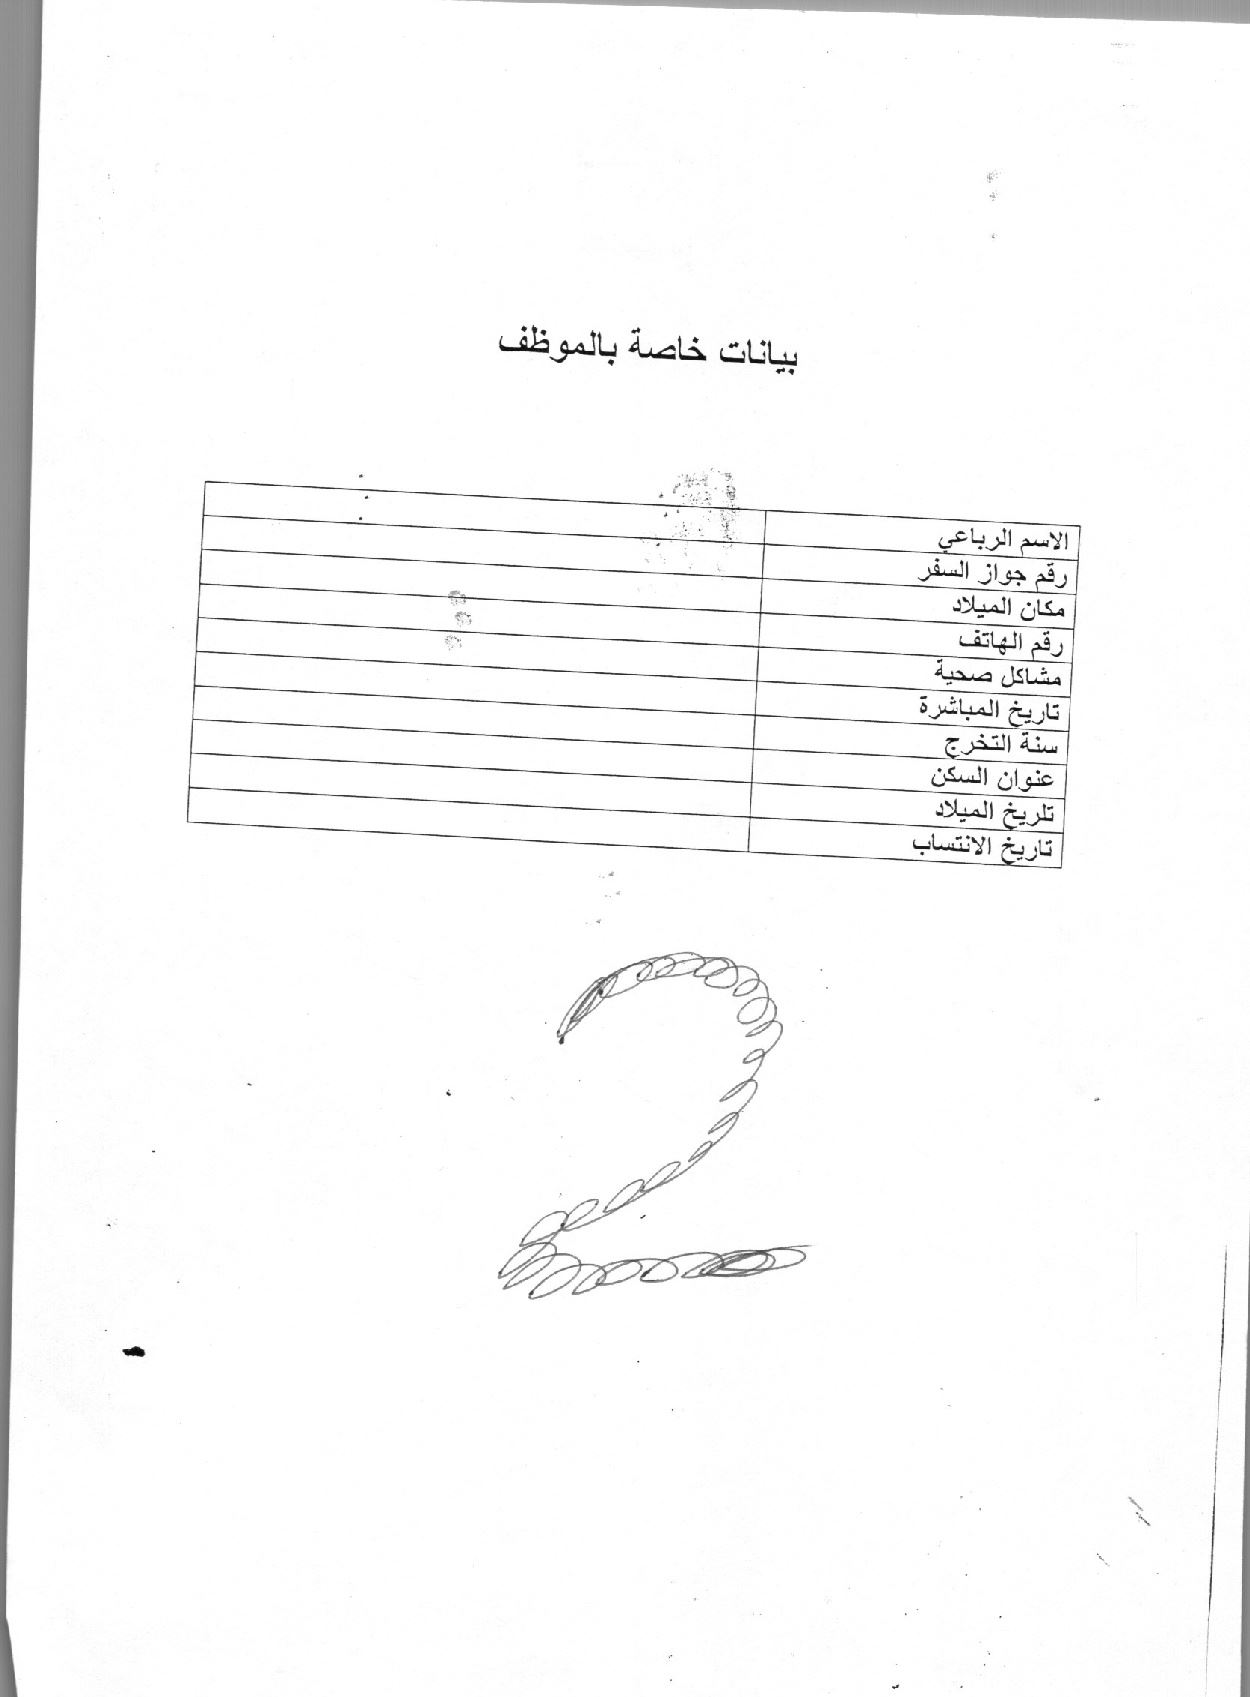 بيانات خاصة بالموظف
الاسم الرباعي
رقم جواز السفر
مكان الميلاد
رقم الهاتف
مشاكل صحية
تاريخ المباشرة
سنة التخرج
عنوان السكن
تلريخ الميلاد
تاريخ الانتساب
2